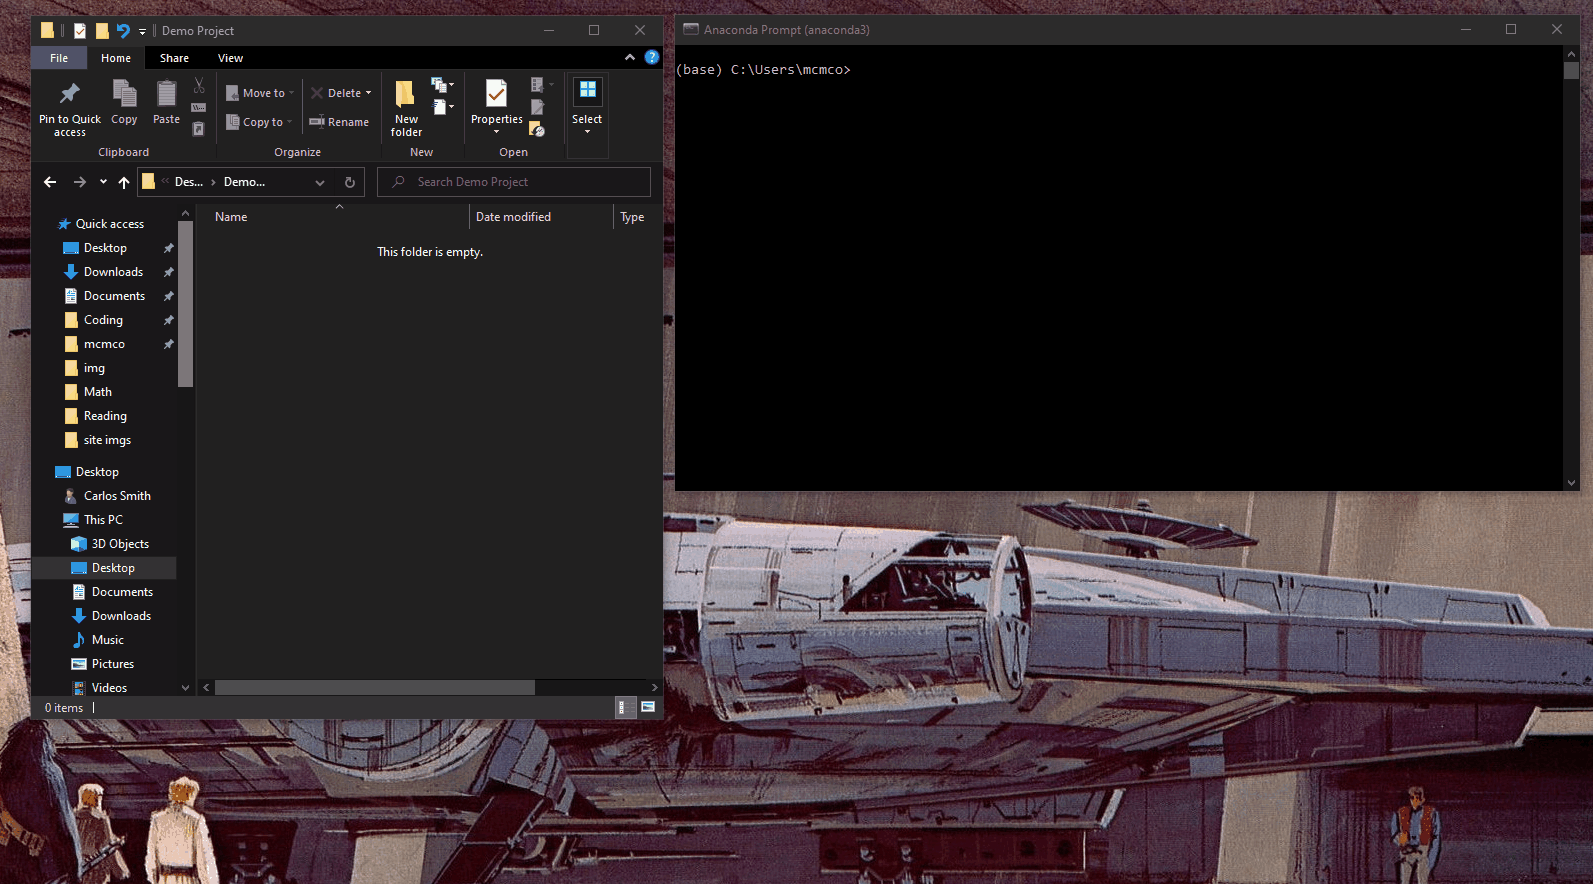 Demo Project
File
Home
Share
View
Pin to Quick
access
Copy
Paste
Clipboard
Move to
Copy to
Delete
Rename
Organize
New
folder
New
Properties
Open
Select
« Des... › Demo...
Search Demo Project
Name
Date modified
Type
This folder is empty.
Quick access
Desktop
Downloads
Documents
Coding
mcmco
img
Math
Reading
site imgs
Desktop
Carlos Smith
This PC
3D Objects
Desktop
Documents
Downloads
Music
Pictures
Videos
0 items
Anaconda Prompt (anaconda3)
(base) C:\Users\mcmco>